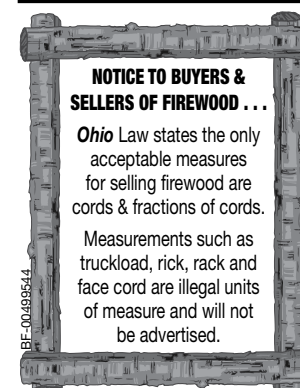 NOTICE TO BUYERS &
SELLERS OF FIREWOOD . . .
Ohio Law states the only
acceptable measures
for selling firewood are
cords & fractions of cords.
Measurements such as
truckload, rick, rack and
face cord are illegal units
of measure and will not
be advertised.
BF-00499544